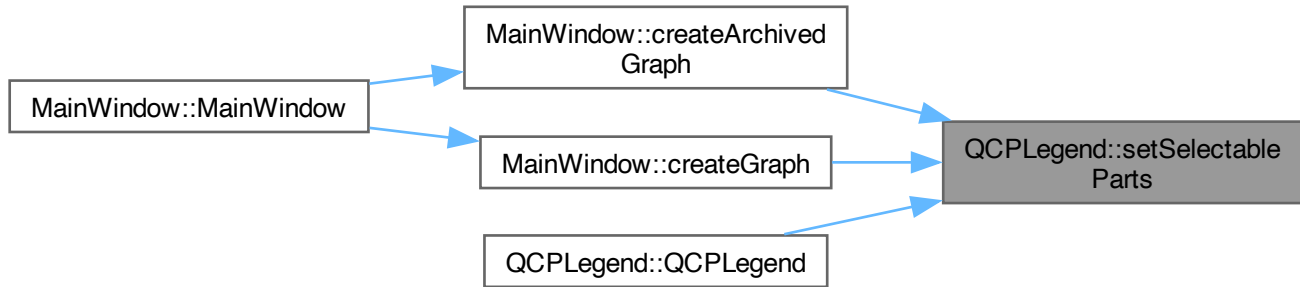 MainWindow::createArchived
Graph
MainWindow::MainWindow
MainWindow::createGraph
QCPLegend::setSelectable
Parts
QCPLegend::QCPLegend